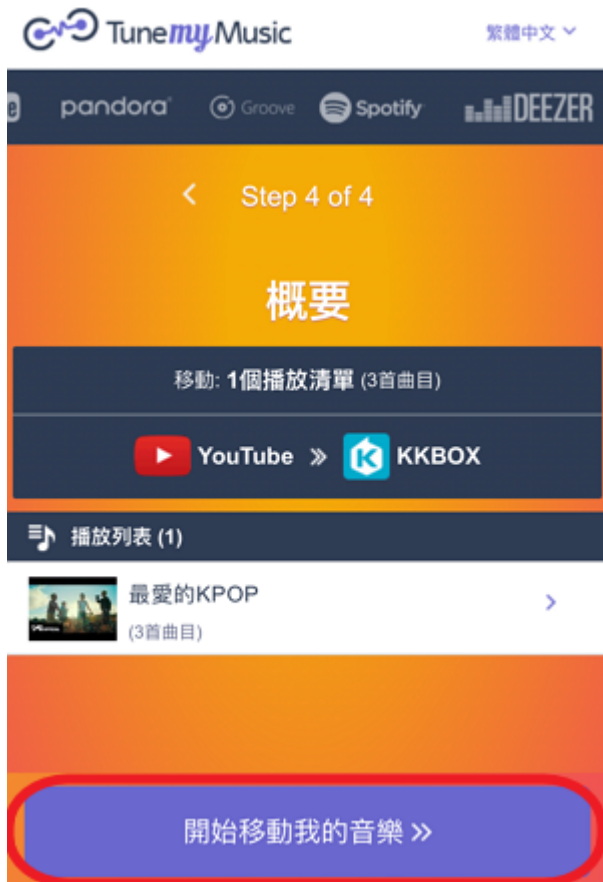 TunemyMusic
繁體中文
pandora Groove Spotify DEEZER
Step 4 of 4
概要
移動: 1個播放清單 (3首曲目)
YouTube » KKBOX
播放列表 (1)
最愛的KPOP
(3首曲目)
開始移動我的音樂 »